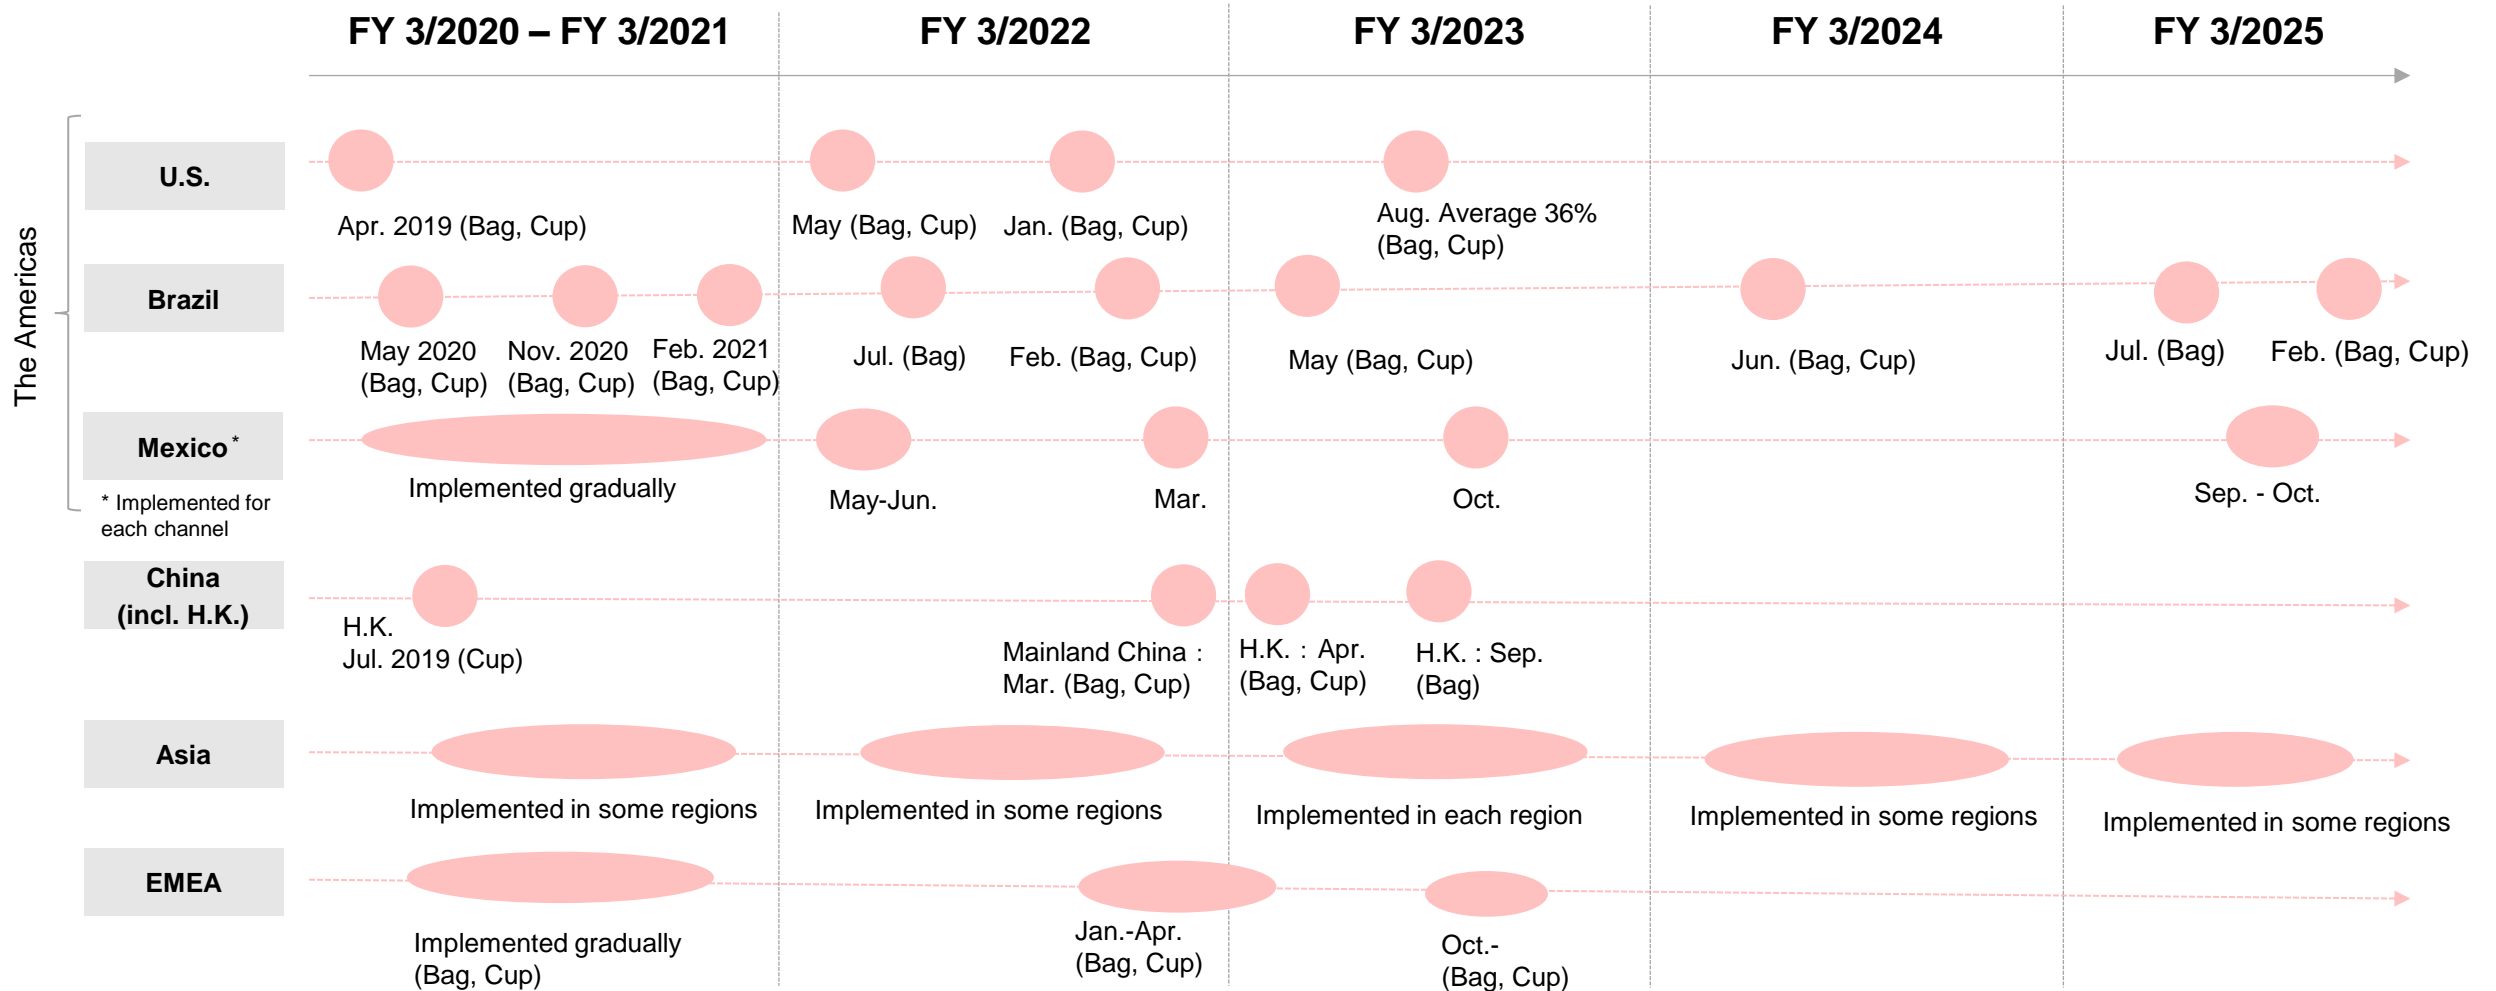 FY 3/2020 – FY 3/2021
FY 3/2022
FY 3/2023
FY 3/2024
FY 3/2025
The Americas
U.S.
Apr. 2019 (Bag, Cup)
May (Bag, Cup)
Jan. (Bag, Cup)
Aug. Average 36%
(Bag, Cup)
Brazil
May 2020
(Bag, Cup)
Nov. 2020
(Bag, Cup)
Feb. 2021
(Bag, Cup)
Jul. (Bag)
Feb. (Bag, Cup)
May (Bag, Cup)
Jun. (Bag, Cup)
Jul. (Bag)
Feb. (Bag, Cup)
Mexico*
* Implemented for
each channel
Implemented gradually
May-Jun.
Mar.
Oct.
Sep. - Oct.
China
(incl. H.K.)
H.K.
Jul. 2019 (Cup)
Mainland China :
Mar. (Bag, Cup)
H.K. : Apr.
(Bag, Cup)
H.K. : Sep.
(Bag)
Asia
Implemented in some regions
Implemented in some regions
Implemented in each region
Implemented in some regions
Implemented in some regions
EMEA
Implemented gradually
(Bag, Cup)
Jan.-Apr.
(Bag, Cup)
Oct.-
(Bag, Cup)